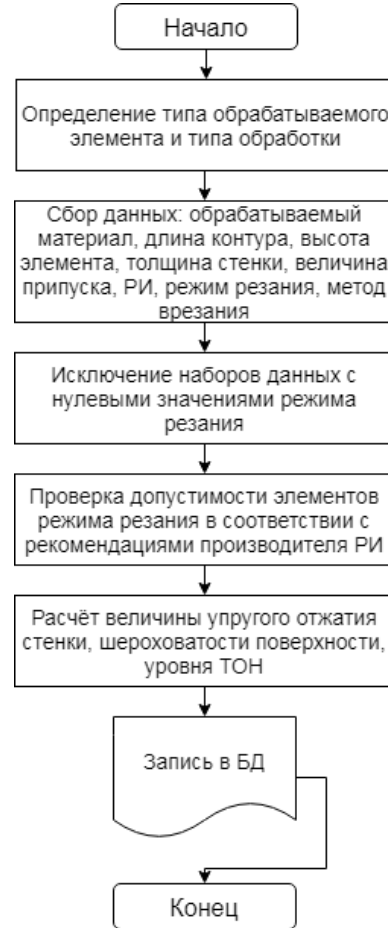 Начало
Определение типа обрабатываемого
элемента и типа обработки
Сбор данных: обрабатываемый
материал, длина контура, высота
элемента, толщина стенки, величина
припуска, РИ, режим резания, метод
врезания
Исключение наборов данных с
нулевыми значениями режима
резания
Проверка допустимости элементов
режима резания в соответствии с
рекомендациями производителя РИ
Расчёт величины упругого отжатия
стенки, шероховатости поверхности,
уровня ТОН
Запись в БД
Конец